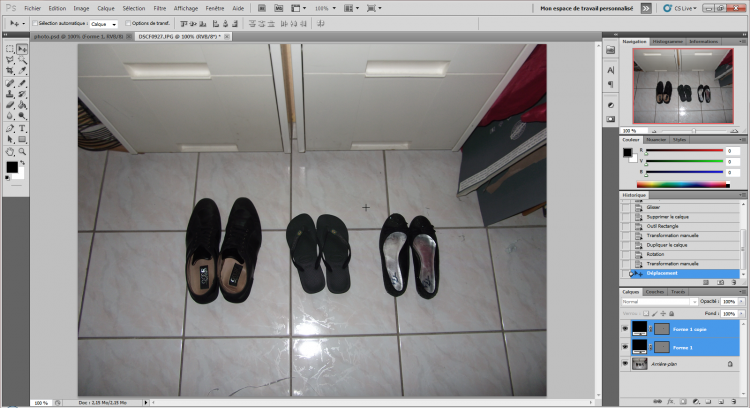 Ps Fichier Edition Image Calque Sélection Filtre Affichage Fenêtre Aide 100% Mon espace de travail personnalisé CS Live
Sélection automatique : Calque Options de transf.
photo.psd @ 100% (Forme 1, RVB/8) DSCF0927.JPG @ 100% (RVB/8*) *
Navigation Histogramme Informations
100 %
Couleur Nuancier Styles
R 0
V 0
B 0
Historique
Glisser
Supprimer le calque
Outil Rectangle
Transformation manuelle
Dupliquer le calque
Rotation
Transformation manuelle
Déplacement
Calques Couches Tracés
Normal Opacité : 100%
Verrou : Fond : 100%
Forme 1 copie
Forme 1
Arrière-plan
100 % Doc : 2,15 Mo/2,15 Mo